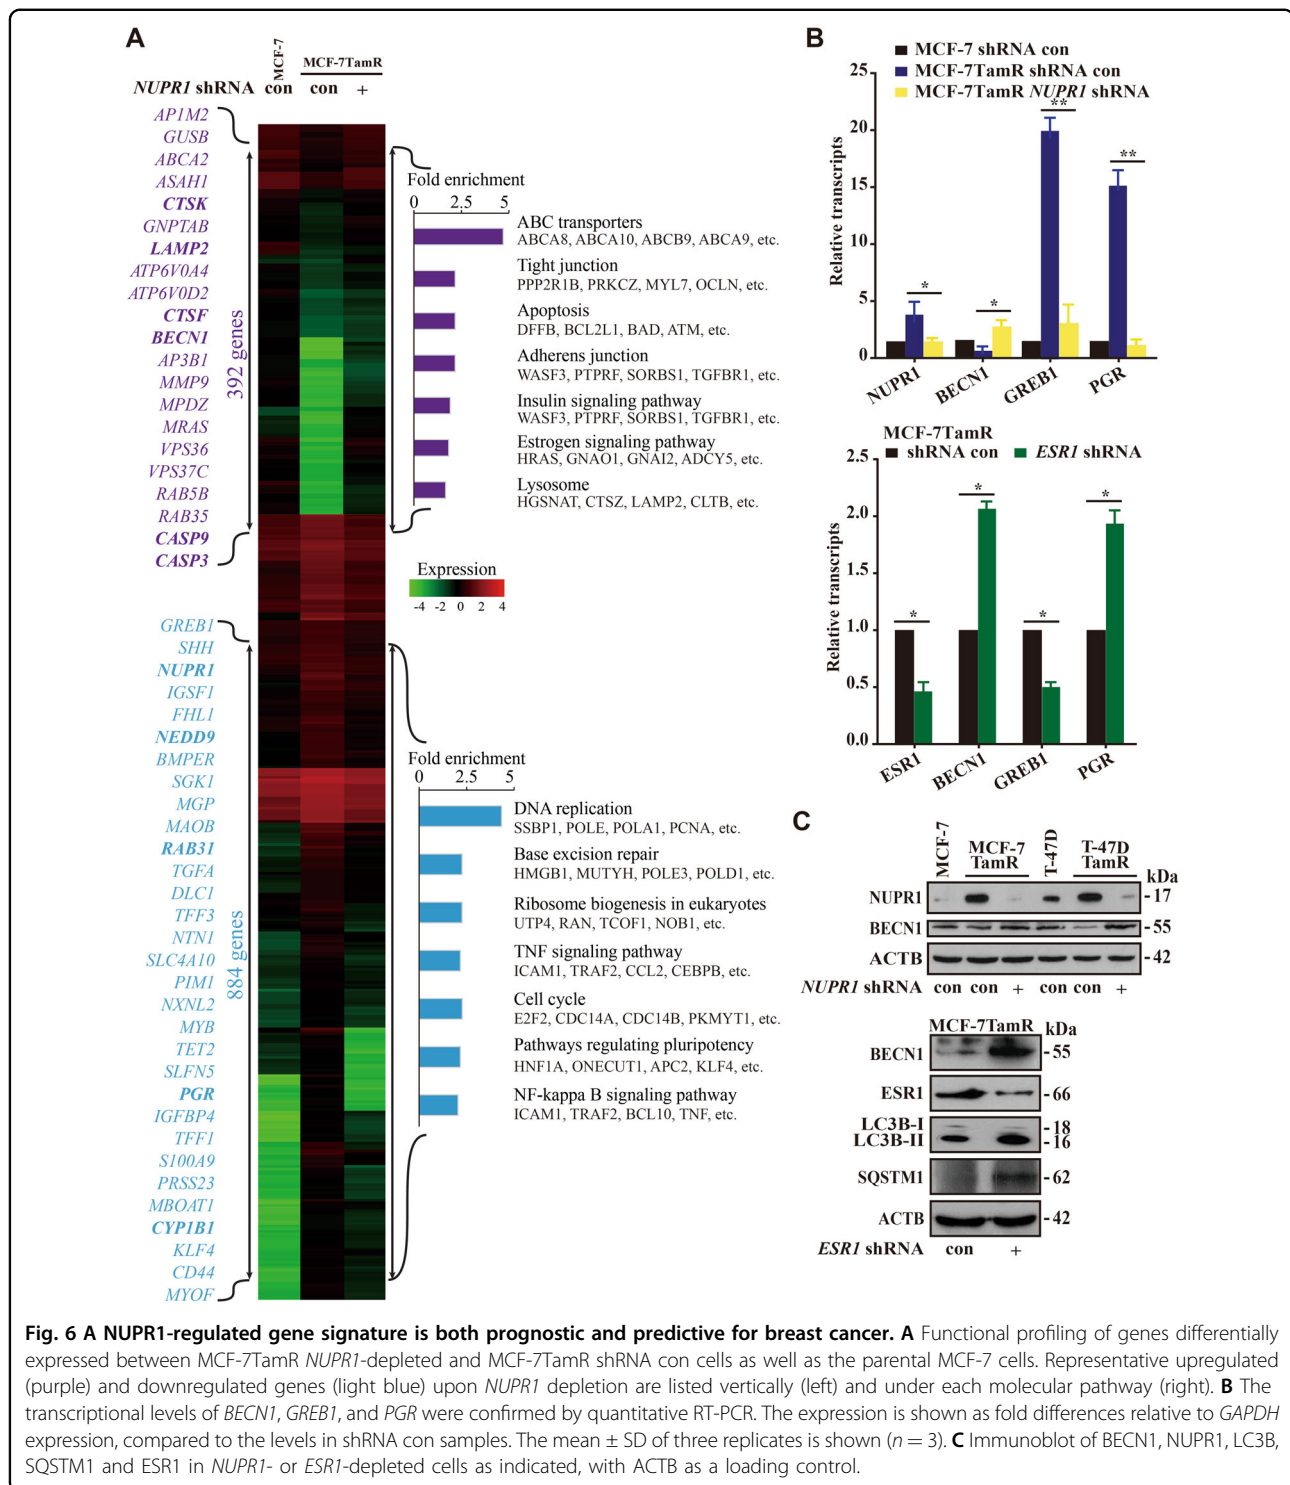 A
MCF-7
MCF-7TamR
NUPR1 shRNA con con +
AP1M2
GUSB
ABCA2
ASAH1
CTSK
GNPTAB
LAMP2
ATP6V0A4
ATP6V0D2
CTSF
BECN1
AP3B1
MMP9
MPDZ
MRAS
VPS36
VPS37C
RAB5B
RAB35
CASP9
CASP3
392 genes
GREB1
SHH
NUPR1
IGSF1
FHL1
NEDD9
BMPER
SGK1
MGP
MAOB
RAB31
TGFA
DLC1
TFF3
NTN1
SLC4A10
PIM1
NXNL2
MYB
TET2
SLFN5
PGR
IGFBP4
TFF1
S100A9
PRSS23
MBOAT1
CYP1B1
KLF4
CD44
MYOF
884 genes
Fold enrichment
0 2.5 5
ABC transporters
ABCA8, ABCA10, ABCB9, ABCA9, etc.
Tight junction
PPP2R1B, PRKCZ, MYL7, OCLN, etc.
Apoptosis
DFFB, BCL2L1, BAD, ATM, etc.
Adherens junction
WASF3, PTPRF, SORBS1, TGFBR1, etc.
Insulin signaling pathway
WASF3, PTPRF, SORBS1, TGFBR1, etc.
Estrogen signaling pathway
HRAS, GNAO1, GNAI2, ADCY5, etc.
Lysosome
HGSNAT, CTSZ, LAMP2, CLTB, etc.
Expression
-4 -2 0 2 4
Fold enrichment
0 2.5 5
DNA replication
SSBP1, POLE, POLA1, PCNA, etc.
Base excision repair
HMGB1, MUTYH, POLE3, POLD1, etc.
Ribosome biogenesis in eukaryotes
UTP4, RAN, TCOF1, NOB1, etc.
TNF signaling pathway
ICAM1, TRAF2, CCL2, CEBPB, etc.
Cell cycle
E2F2, CDC14A, CDC14B, PKMYT1, etc.
Pathways regulating pluripotency
HNF1A, ONECUT1, APC2, KLF4, etc.
NF-kappa B signaling pathway
ICAM1, TRAF2, BCL10, TNF, etc.
B
MCF-7 shRNA con
MCF-7TamR shRNA con
MCF-7TamR NUPR1 shRNA
Relative transcripts
25
20
15
10
5
0
* * ** **
NUPR1 BECN1 GREB1 PGR
MCF-7TamR
shRNA con ESR1 shRNA
Relative transcripts
2.5
2.0
1.5
1.0
0.5
0.0
* * * *
ESR1 BECN1 GREB1 PGR
C
MCF-7
MCF-7 TamR
T-47D
T-47D TamR
kDa
NUPR1 -17
BECN1 -55
ACTB -42
NUPR1 shRNA con con + con con +
MCF-7TamR kDa
BECN1 -55
ESR1 -66
LC3B-I -18
LC3B-II -16
SQSTM1 -62
ACTB -42
ESR1 shRNA con +
Fig. 6 A NUPR1-regulated gene signature is both prognostic and predictive for breast cancer. A Functional profiling of genes differentially
expressed between MCF-7TamR NUPR1-depleted and MCF-7TamR shRNA con cells as well as the parental MCF-7 cells. Representative upregulated
(purple) and downregulated genes (light blue) upon NUPR1 depletion are listed vertically (left) and under each molecular pathway (right). B The
transcriptional levels of BECN1, GREB1, and PGR were confirmed by quantitative RT-PCR. The expression is shown as fold differences relative to GAPDH
expression, compared to the levels in shRNA con samples. The mean ± SD of three replicates is shown (n = 3). C Immunoblot of BECN1, NUPR1, LC3B,
SQSTM1 and ESR1 in NUPR1- or ESR1-depleted cells as indicated, with ACTB as a loading control.